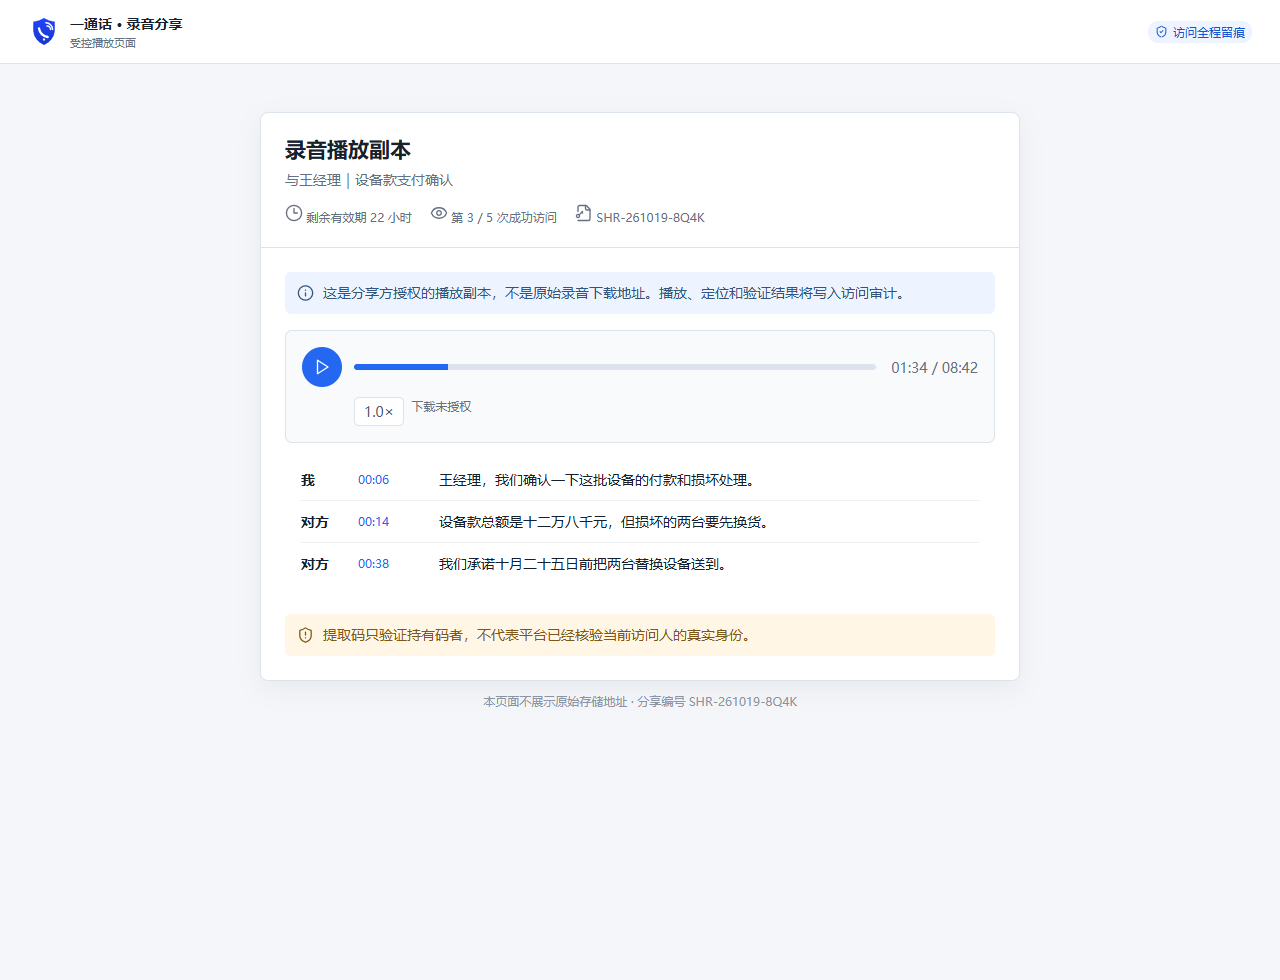 一通话 • 录音分享
受控播放页面
访问全程留痕
录音播放副本
与王经理｜设备款支付确认
剩余有效期 22 小时 第 3 / 5 次成功访问 SHR-261019-8Q4K
这是分享方授权的播放副本，不是原始录音下载地址。播放、定位和验证结果将写入访问审计。
01:34 / 08:42
1.0× 下载未授权
我 00:06 王经理，我们确认一下这批设备的付款和损坏处理。
对方 00:14 设备款总额是十二万八千元，但损坏的两台要先换货。
对方 00:38 我们承诺十月二十五日前把两台替换设备送到。
提取码只验证持有码者，不代表平台已经核验当前访问人的真实身份。
本页面不展示原始存储地址 · 分享编号 SHR-261019-8Q4K